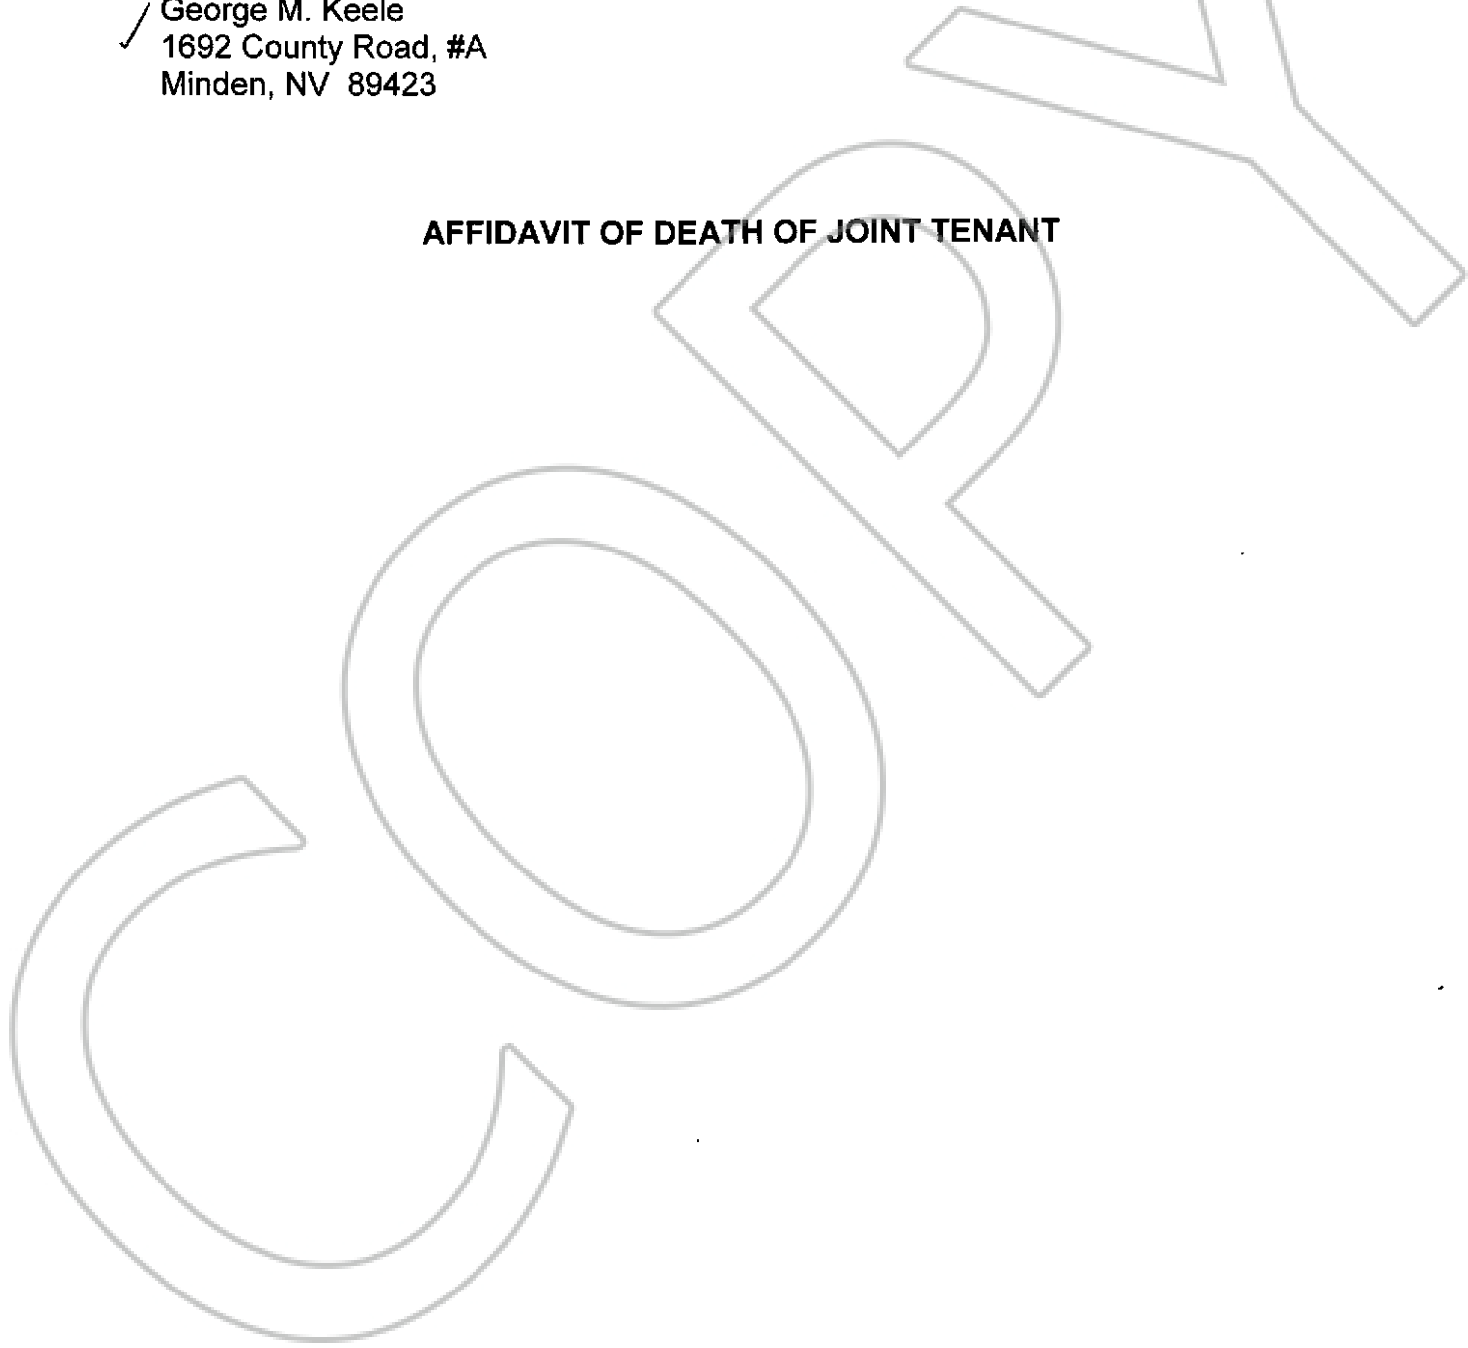 George M. Keele
1692 County Road, #A
Minden, NV 89423
AFFIDAVIT OF DEATH OF JOINT TENANT
COPY